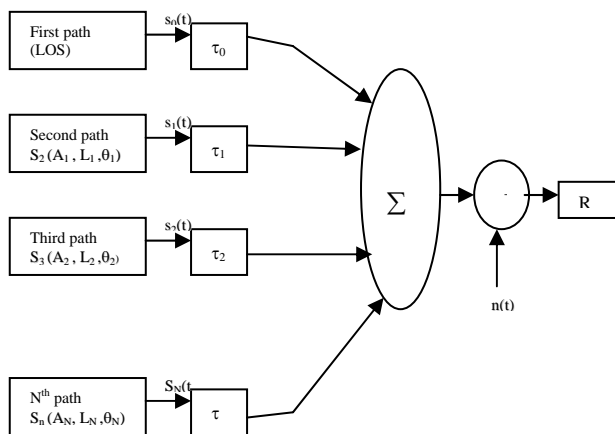 First path
(LOS)
s₀(t)
τ₀
Second path
S₂(A₁, L₁,θ₁)
s₁(t)
τ₁
Third path
S₃(A₂, L₂,θ₂)
s₂(t)
τ₂
Nᵗʰ path
Sₙ(A_N, L_N,θ_N)
S_N(t
τ
Σ
R
n(t)